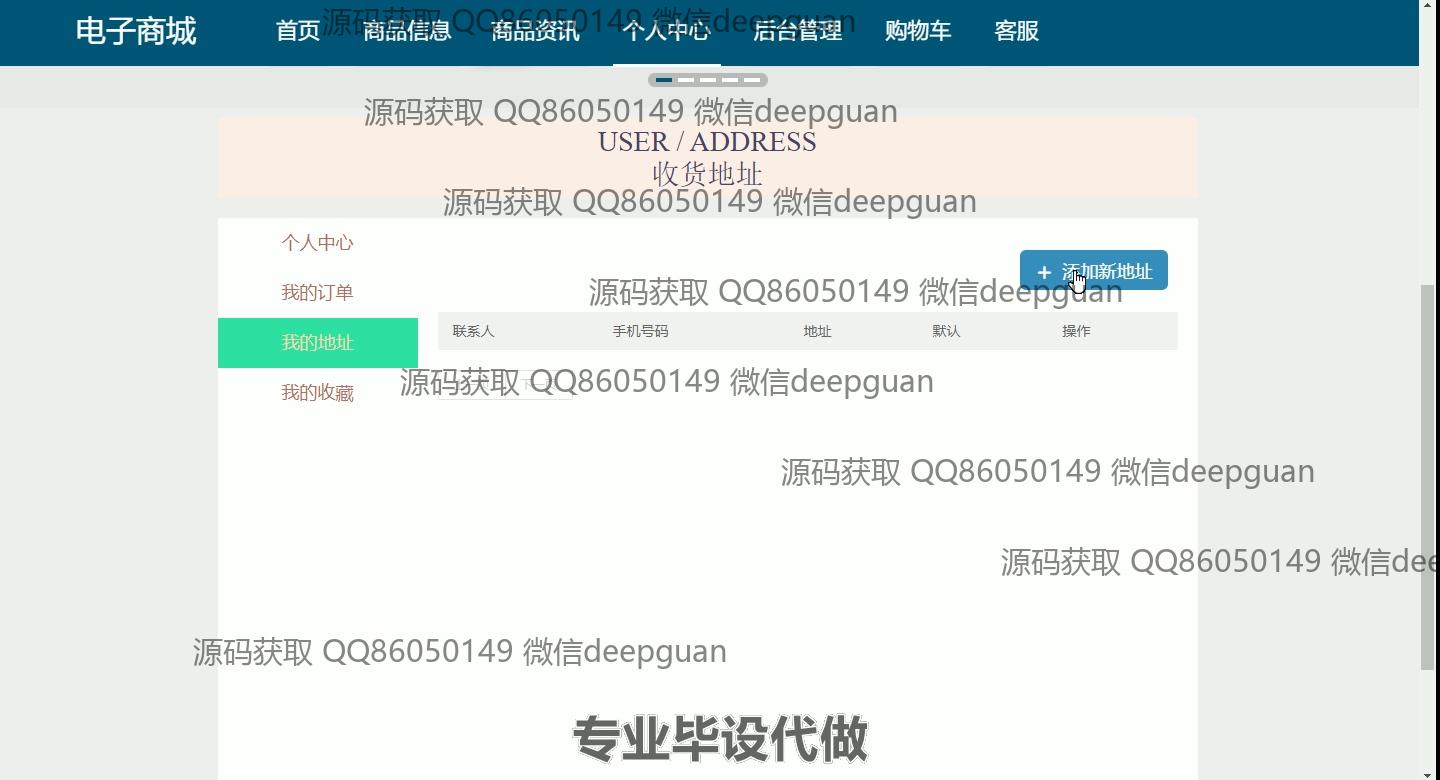 电子商城 首页 商品信息 商品资讯 个人中心 后台管理 购物车 客服
源码获取 QQ86050149 微信deepguan
源码获取 QQ86050149 微信deepguan
USER / ADDRESS
收货地址
源码获取 QQ86050149 微信deepguan
个人中心
+ 添加新地址
我的订单
源码获取 QQ86050149 微信deepguan
联系人 手机号码 地址 默认 操作
我的地址
我的收藏
源码获取 QQ86050149 微信deepguan
源码获取 QQ86050149 微信deepguan
源码获取 QQ86050149 微信dee
源码获取 QQ86050149 微信deepguan
专业毕设代做